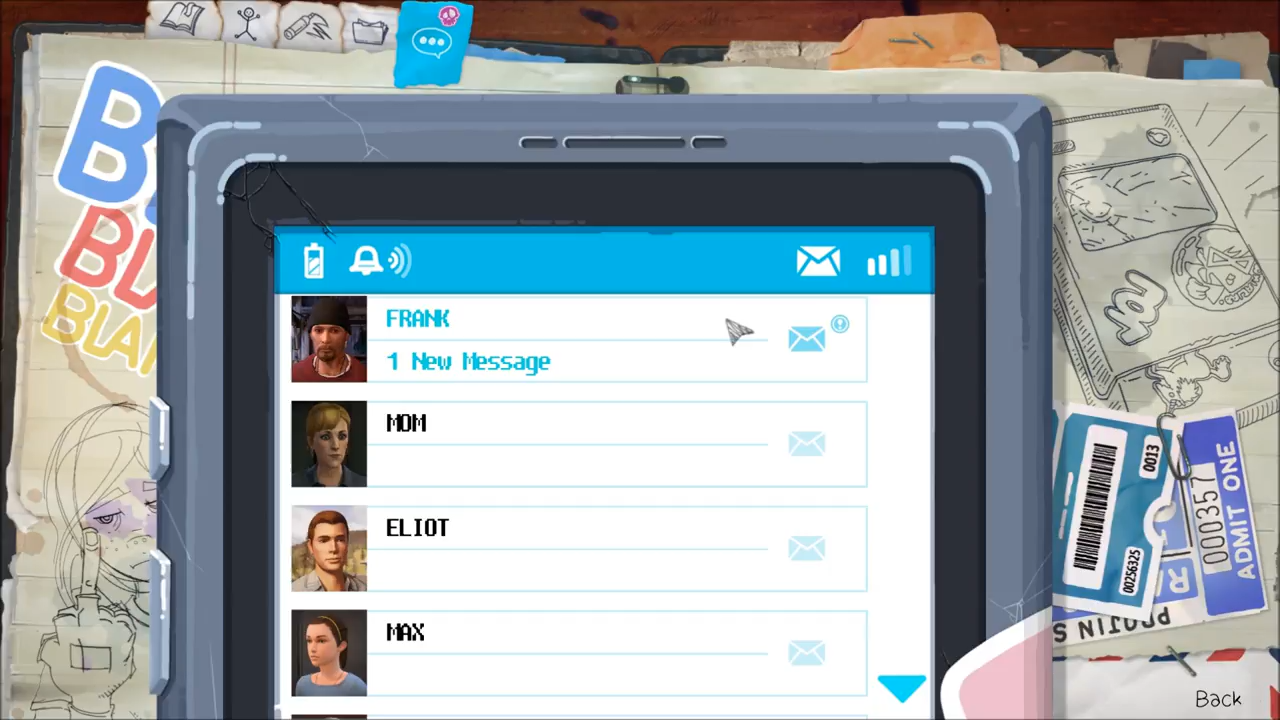 FRANK
1 New Message
MOM
ELIOT
MAX
0013
00256325
000357
ADMIT ONE
Back